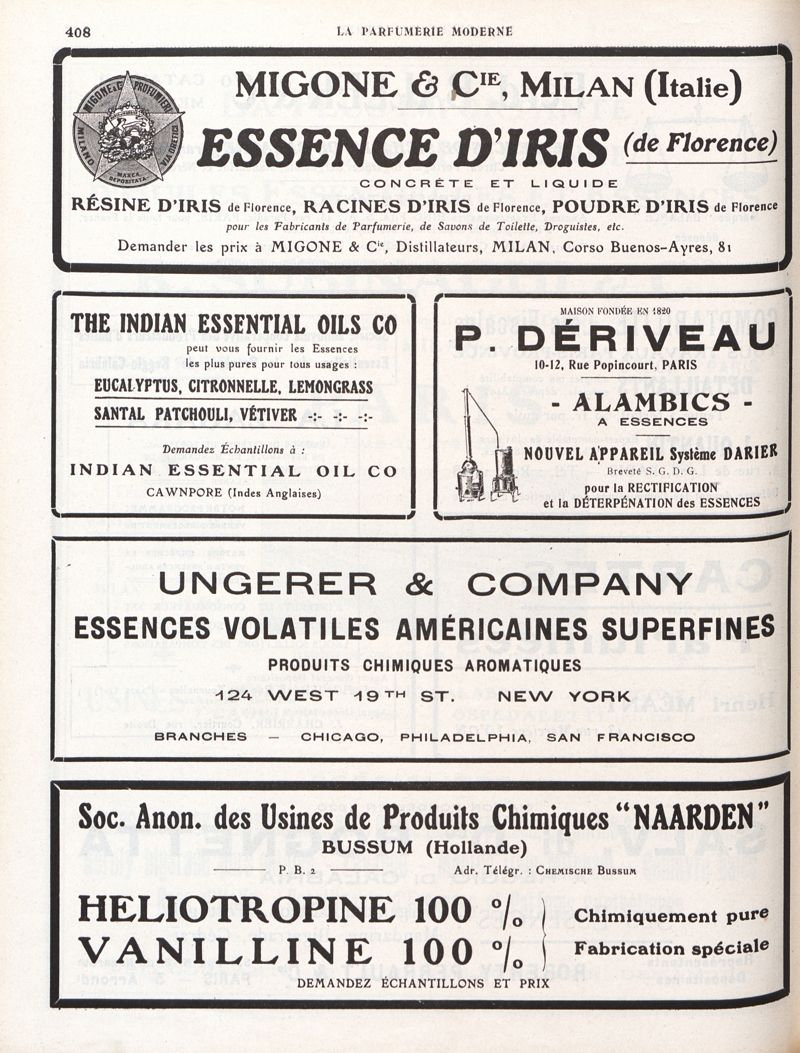 408
LA PARFUMERIE MODERNE
MIGONE & C PROFUMIERI
MILANO
VIA OREFICI
MARCA
DEPOSITATA
MIGONE & CIE, MILAN (Italie)
ESSENCE D'IRIS (de Florence)
CONCRÈTE ET LIQUIDE
RÉSINE D'IRIS de Florence, RACINES D'IRIS de Florence, POUDRE D'IRIS de Florence
pour les Fabricants de Parfumerie, de Savons de Toilette, Droguistes, etc.
Demander les prix à MIGONE & Cie, Distillateurs, MILAN, Corso Buenos-Ayres, 81
THE INDIAN ESSENTIAL OILS CO
peut vous fournir les Essences
les plus pures pour tous usages :
EUCALYPTUS, CITRONNELLE, LEMONGRASS
SANTAL PATCHOULI, VÉTIVER -:- -:- -:-
Demandez Échantillons à :
INDIAN ESSENTIAL OIL CO
CAWNPORE (Indes Anglaises)
MAISON FONDÉE EN 1820
P. DÉRIVEAU
10-12, Rue Popincourt, PARIS
- ALAMBICS -
A ESSENCES
NOUVEL APPAREIL Système DARIER
Breveté S. G. D. G.
pour la RECTIFICATION
et la DÉTERPÉNATION des ESSENCES
UNGERER & COMPANY
ESSENCES VOLATILES AMÉRICAINES SUPERFINES
PRODUITS CHIMIQUES AROMATIQUES
124 WEST 19TH ST. NEW YORK
BRANCHES — CHICAGO, PHILADELPHIA, SAN FRANCISCO
Soc. Anon. des Usines de Produits Chimiques "NAARDEN"
BUSSUM (Hollande)
P. B. 2 Adr. Télégr. : CHEMISCHE BUSSUM
HELIOTROPINE 100 % Chimiquement pure
VANILLINE 100 % Fabrication spéciale
DEMANDEZ ÉCHANTILLONS ET PRIX